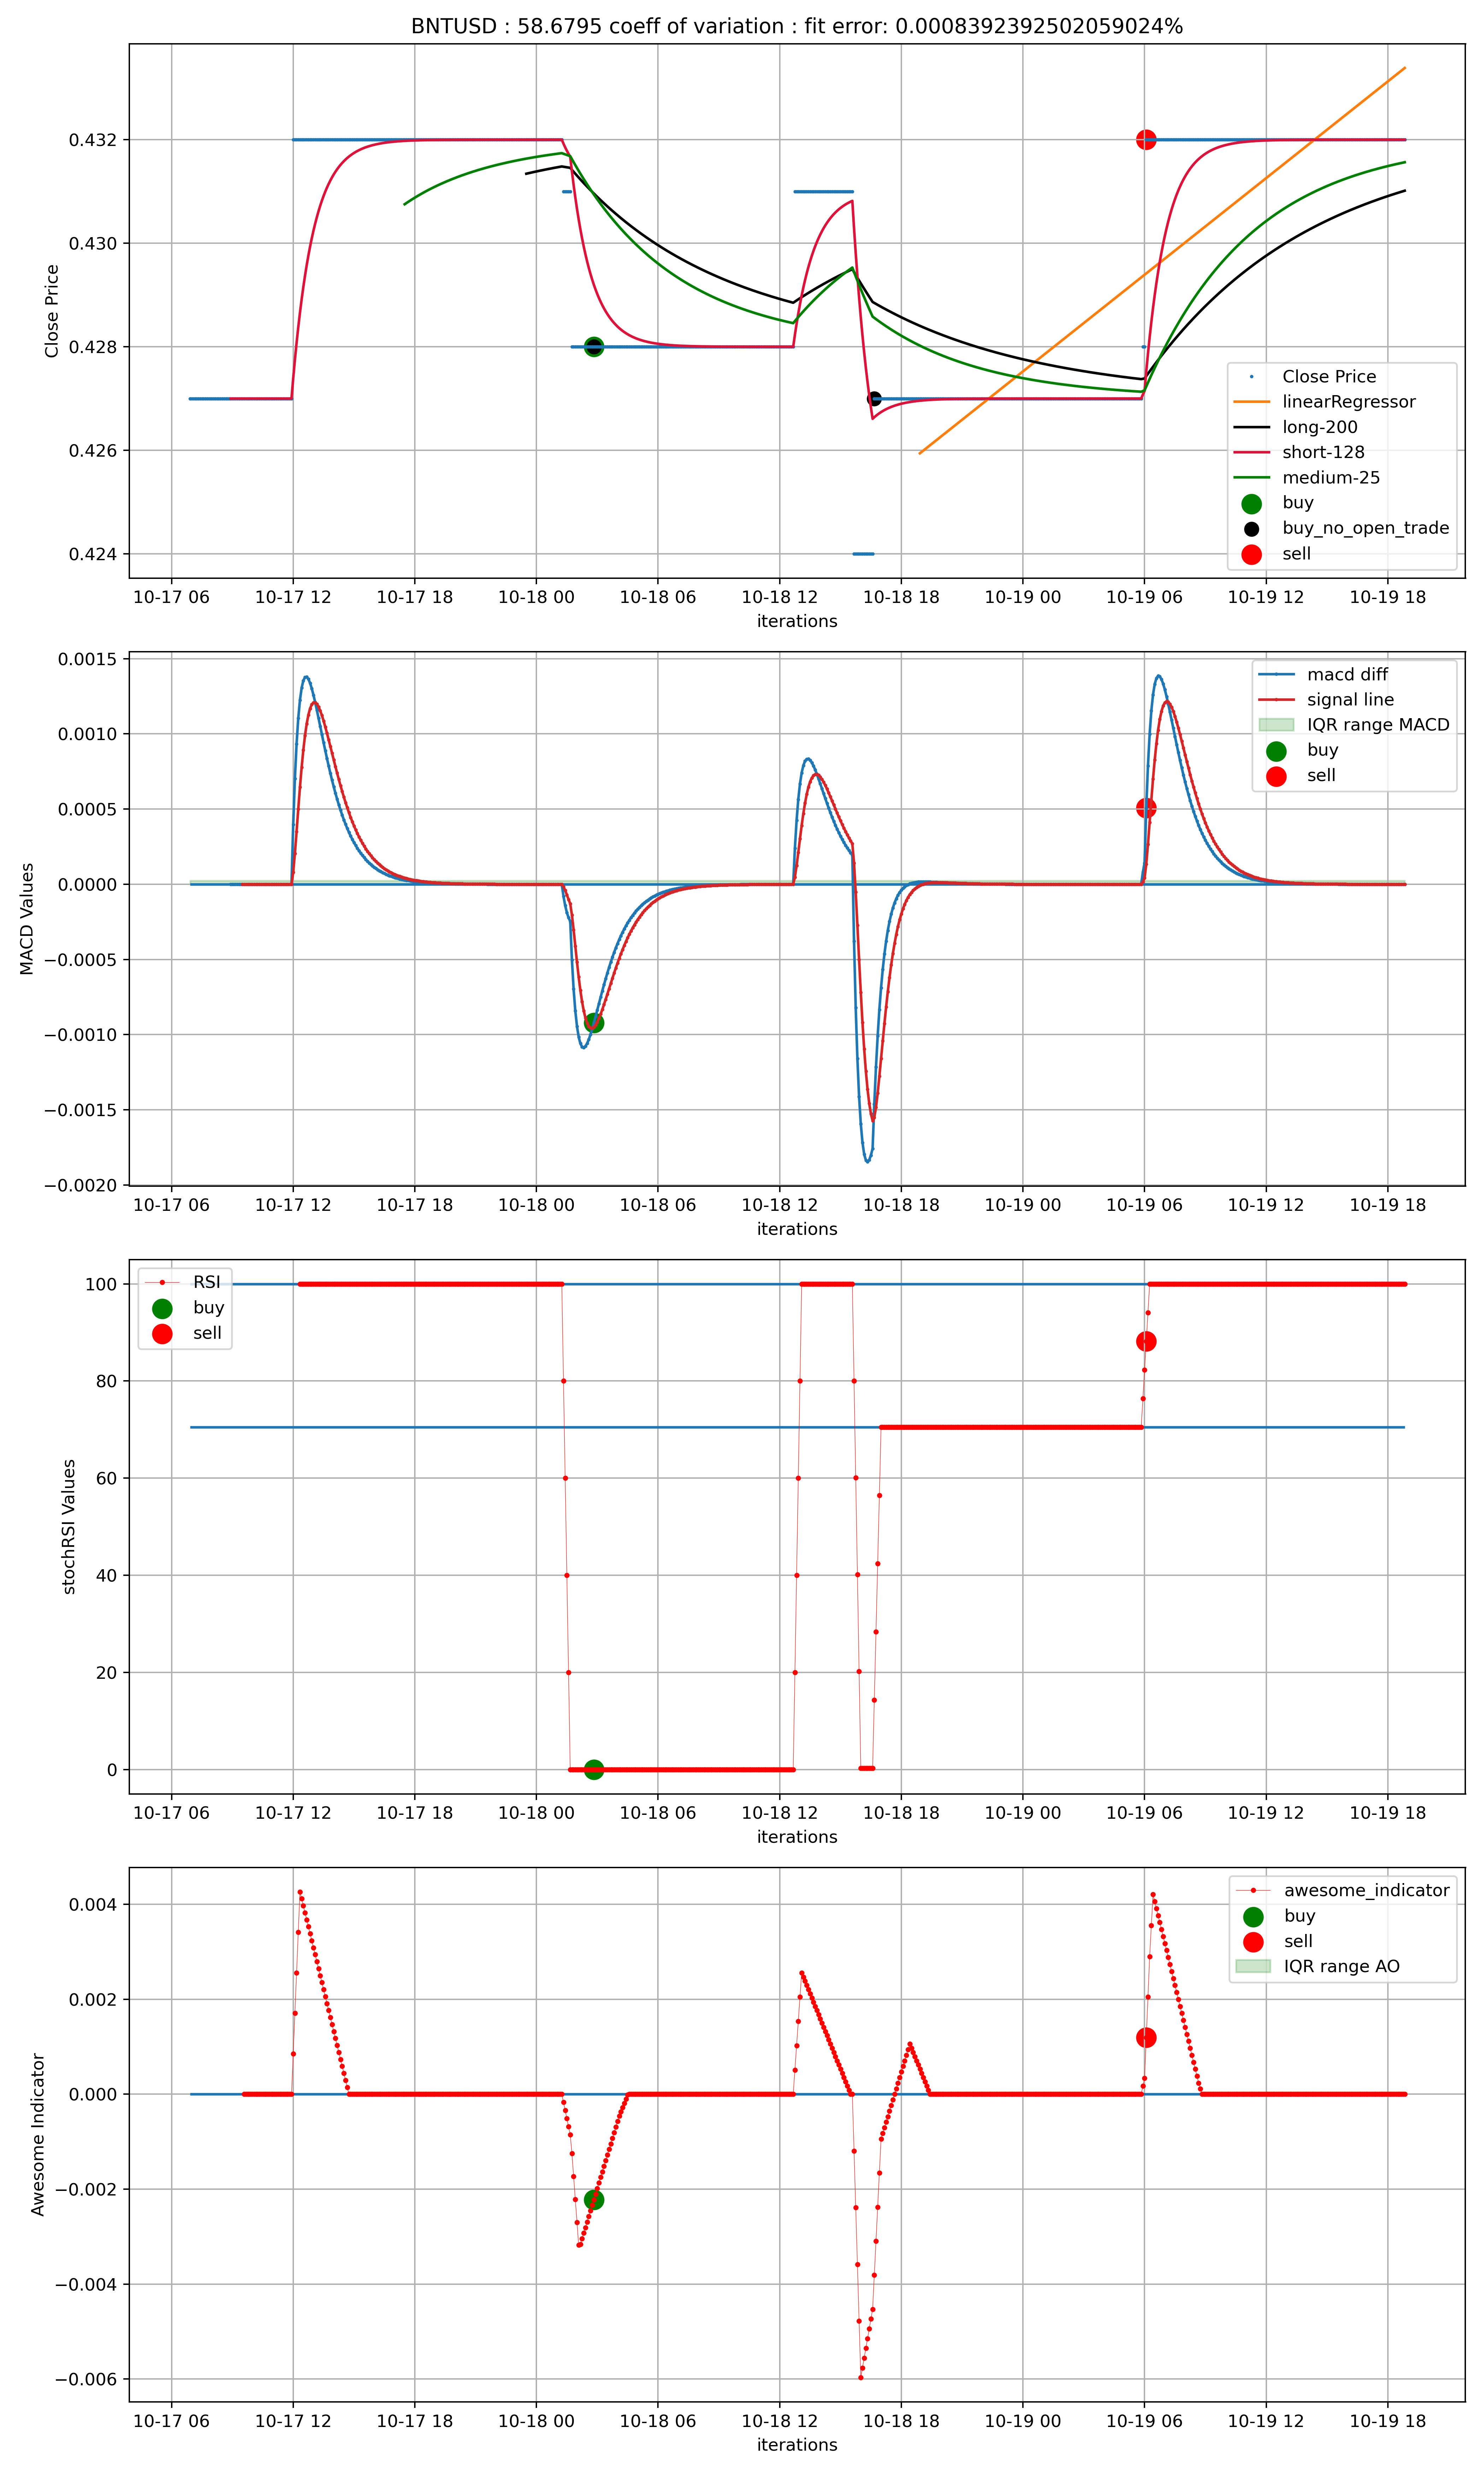 BNTUSD : 58.6795 coeff of variation : fit error: 0.0008392392502059024%
Close Price
0.432
0.430
0.428
0.426
0.424
Close Price
linearRegressor
long-200
short-128
medium-25
buy
buy_no_open_trade
sell
10-17 06 10-17 12 10-17 18 10-18 00 10-18 06 10-18 12 10-18 18 10-19 00 10-19 06 10-19 12 10-19 18
iterations
MACD Values
0.0015
0.0010
0.0005
0.0000
−0.0005
−0.0010
−0.0015
−0.0020
macd diff
signal line
IQR range MACD
buy
sell
10-17 06 10-17 12 10-17 18 10-18 00 10-18 06 10-18 12 10-18 18 10-19 00 10-19 06 10-19 12 10-19 18
iterations
stochRSI Values
100
80
60
40
20
0
RSI
buy
sell
10-17 06 10-17 12 10-17 18 10-18 00 10-18 06 10-18 12 10-18 18 10-19 00 10-19 06 10-19 12 10-19 18
iterations
Awesome Indicator
0.004
0.002
0.000
−0.002
−0.004
−0.006
awesome_indicator
buy
sell
IQR range AO
10-17 06 10-17 12 10-17 18 10-18 00 10-18 06 10-18 12 10-18 18 10-19 00 10-19 06 10-19 12 10-19 18
iterations